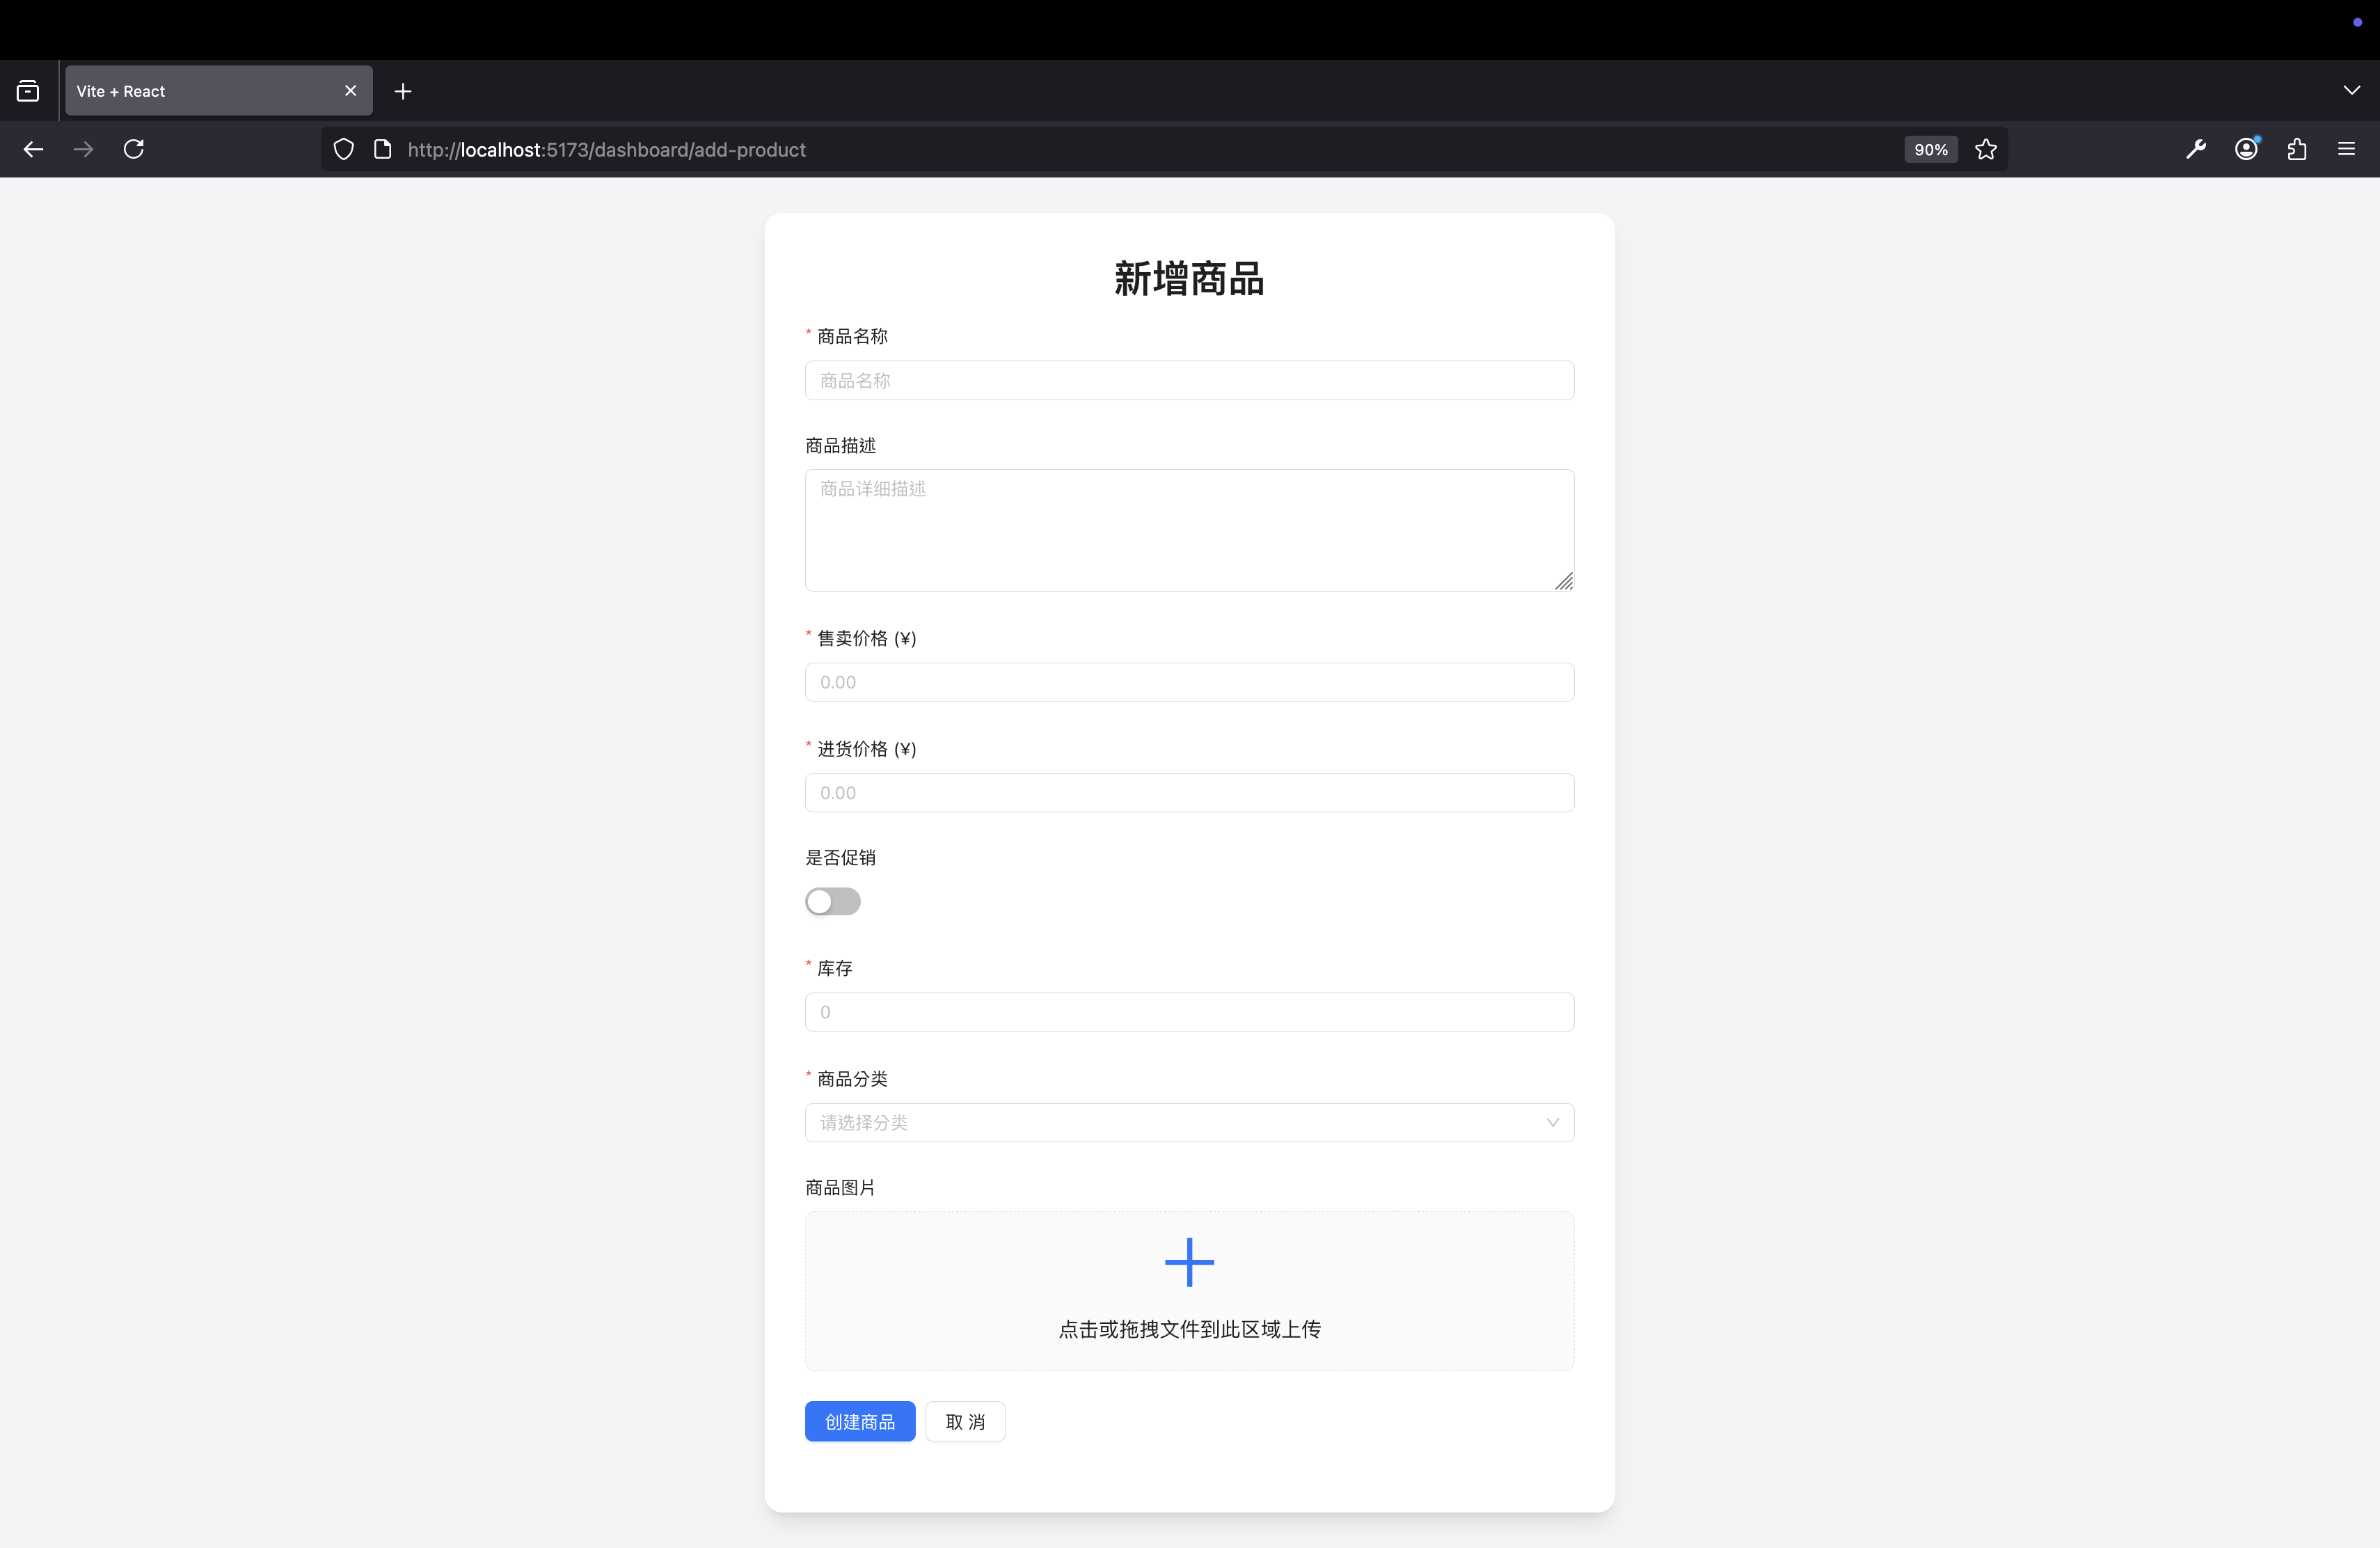 Vite + React
http://localhost:5173/dashboard/add-product
90%
新增商品
* 商品名称
商品名称
商品描述
商品详细描述
* 售卖价格 (¥)
0.00
* 进货价格 (¥)
0.00
是否促销
* 库存
0
* 商品分类
请选择分类
商品图片
点击或拖拽文件到此区域上传
创建商品
取 消